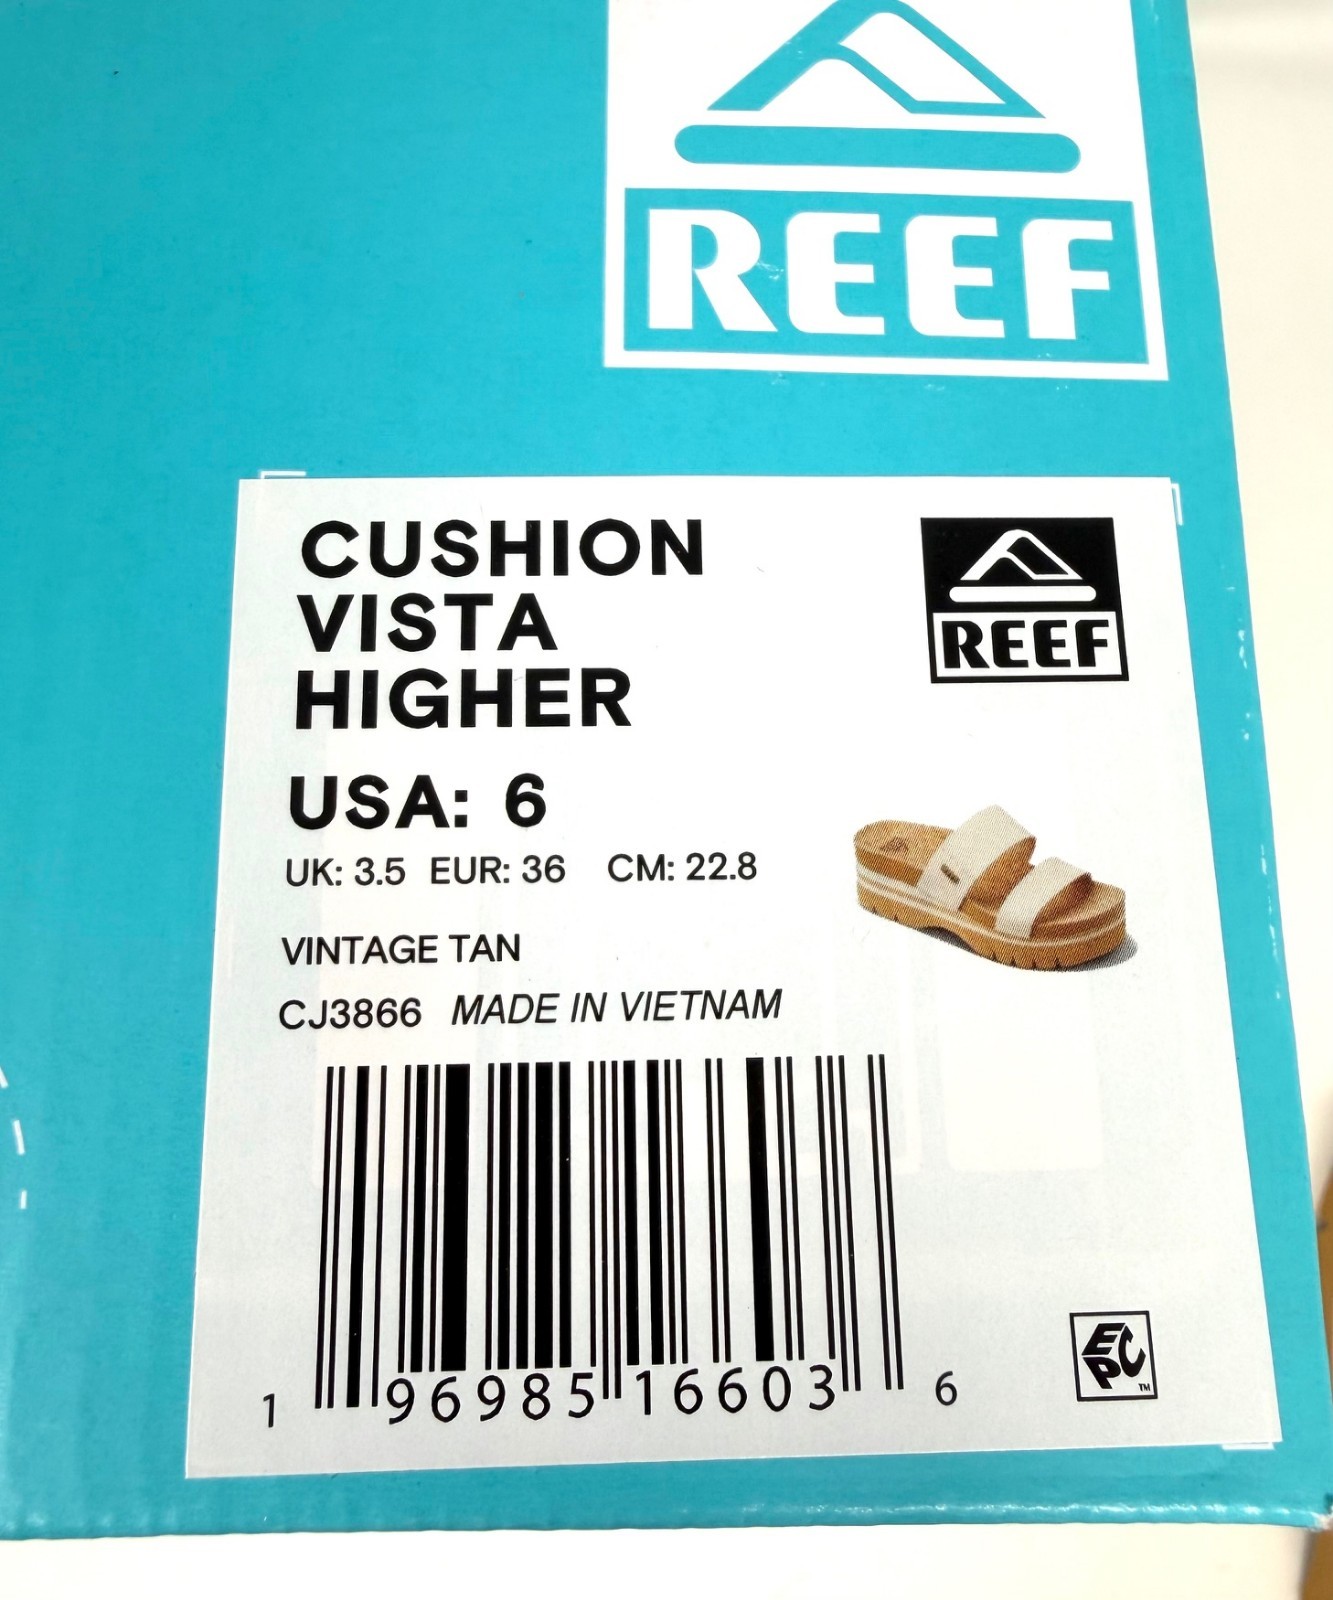 REEF
CUSHION
VISTA
HIGHER
REEF
USA: 6
UK: 3.5 EUR: 36 CM: 22.8
VINTAGE TAN
CJ3866 MADE IN VIETNAM
1 96985 16603 6
EPC TM